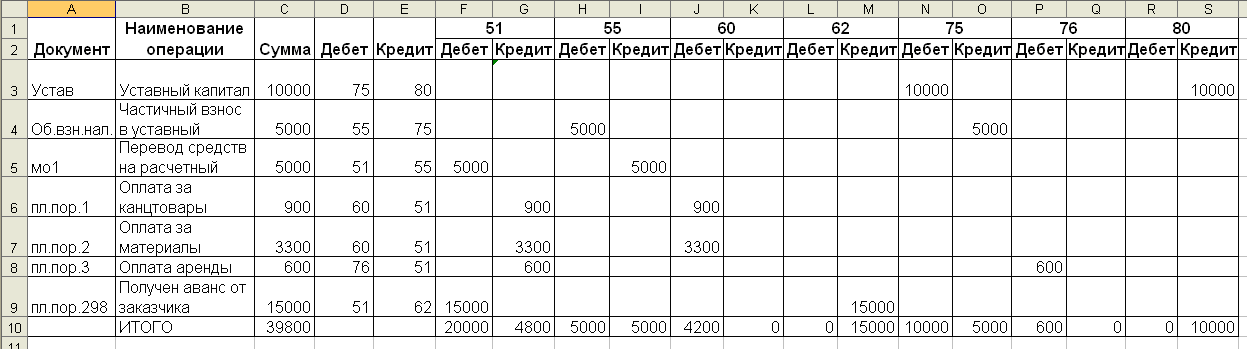 A B C D E F G H I J K L M N O P Q R S
1 Наименование 51 55 60 62 75 76 80
2 Документ операции Сумма Дебет Кредит Дебет Кредит Дебет Кредит Дебет Кредит Дебет Кредит Дебет Кредит Дебет Кредит Дебет Кредит
3 Устав Уставный капитал 10000 75 80 10000 10000
Частичный взнос
4 Об.взн.нал. в уставный 5000 55 75 5000 5000
Перевод средств
5 мо1 на расчетный 5000 51 55 5000 5000
Оплата за
6 пл.пор.1 канцтовары 900 60 51 900 900
Оплата за
7 пл.пор.2 материалы 3300 60 51 3300 3300
8 пл.пор.3 Оплата аренды 600 76 51 600 600
Получен аванс от
9 пл.пор.298 заказчика 15000 51 62 15000 15000
10 ИТОГО 39800 20000 4800 5000 5000 4200 0 0 15000 10000 5000 600 0 0 10000
11